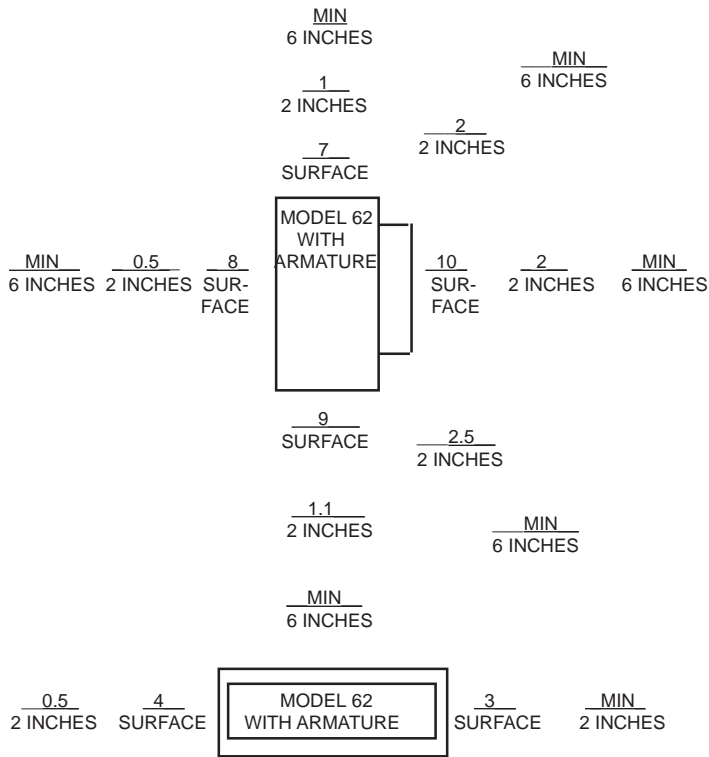 MIN
6 INCHES
MIN
6 INCHES
1
2 INCHES
2
2 INCHES
7
SURFACE
MODEL 62
WITH
ARMATURE
MIN
6 INCHES
0.5
2 INCHES
8
SUR-
FACE
10
SUR-
FACE
2
2 INCHES
MIN
6 INCHES
9
SURFACE
2.5
2 INCHES
1.1
2 INCHES
MIN
6 INCHES
MIN
6 INCHES
0.5
2 INCHES
4
SURFACE
MODEL 62
WITH ARMATURE
3
SURFACE
MIN
2 INCHES